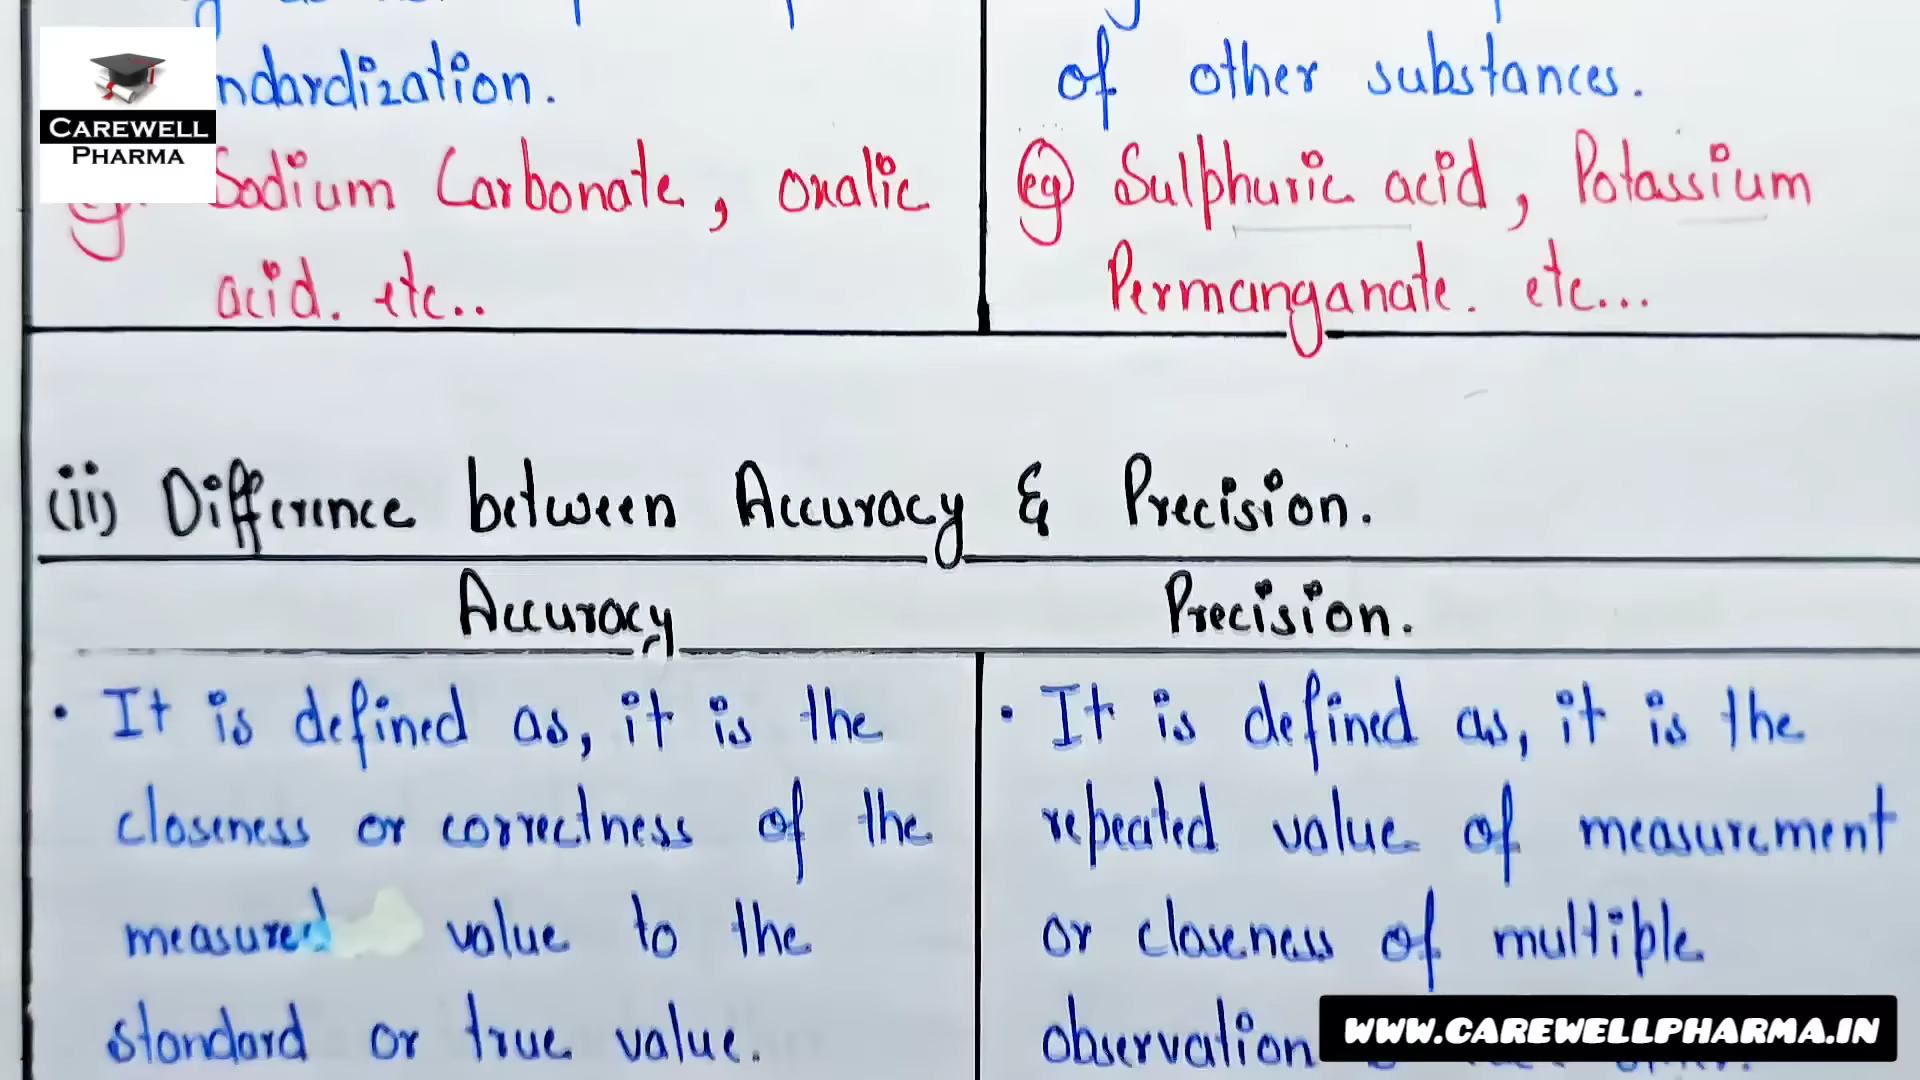 ndardization.
Sodium Carbonate, oxalic
acid. etc..
of other substances.
eg Sulphuric acid, Potassium
Permanganate. etc...
CAREWELL
PHARMA
(ii) Difference between Accuracy & Precision.
Accuracy
Precision.
• It is defined as, it is the
closeness or correctness of the
measured value to the
standard or true value.
• It is defined as, it is the
repeated value of measurement
or closeness of multiple
observation
WWW.CAREWELLPHARMA.IN